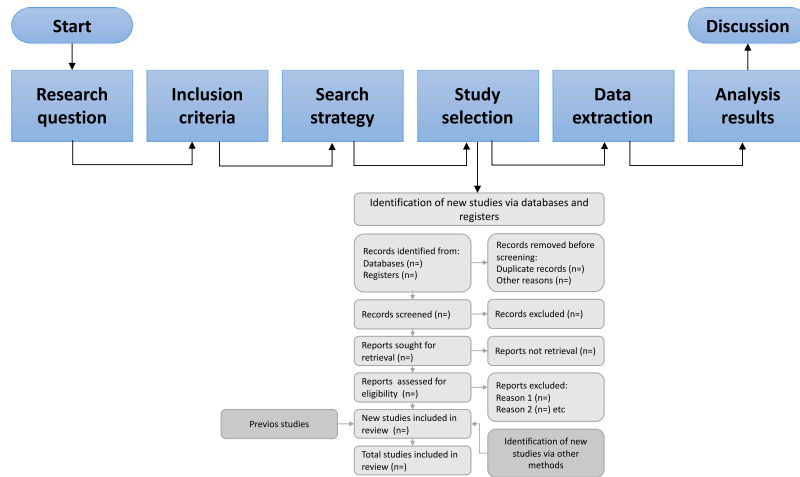 Start
Discussion
Research
question
Inclusion
criteria
Search
strategy
Study
selection
Data
extraction
Analysis
results
Identification of new studies via databases and
registers
Records identified from:
Databases (n=)
Registers (n=)
Records removed before
screening:
Duplicate records (n=)
Other reasons (n=)
Records screened (n=)
Records excluded (n=)
Reports sought for
retrieval (n=)
Reports not retrieval (n=)
Reports assessed for
eligibility (n=)
Reports excluded:
Reason 1 (n=)
Reason 2 (n=) etc
Previos studies
New studies included in
review (n=)
Identification of new
studies via other
methods
Total studies included in
review (n=)